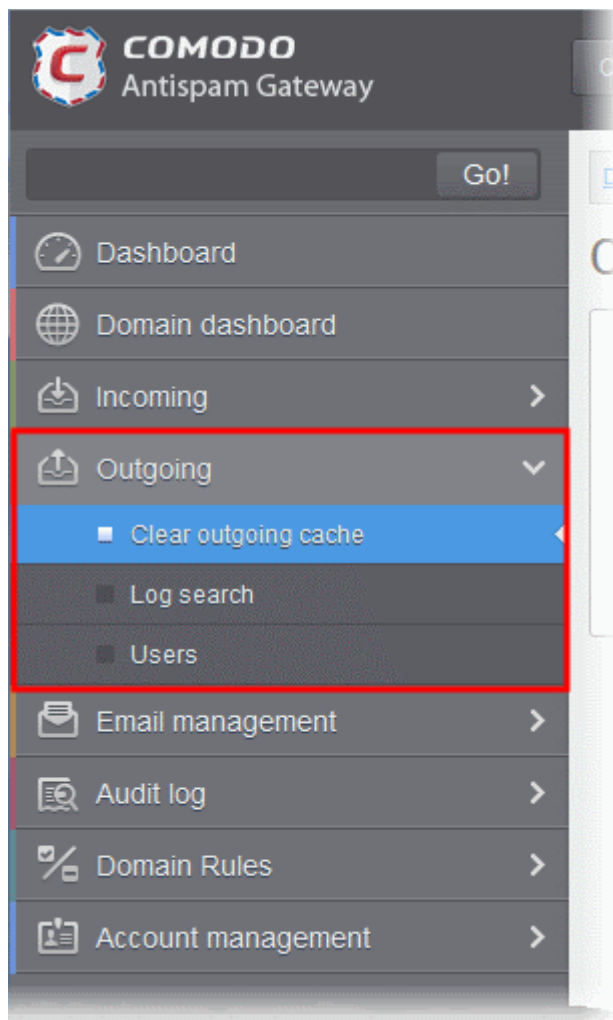 COMODO
Antispam Gateway
Go!
Dashboard
Domain dashboard
Incoming
Outgoing
Clear outgoing cache
Log search
Users
Email management
Audit log
Domain Rules
Account management